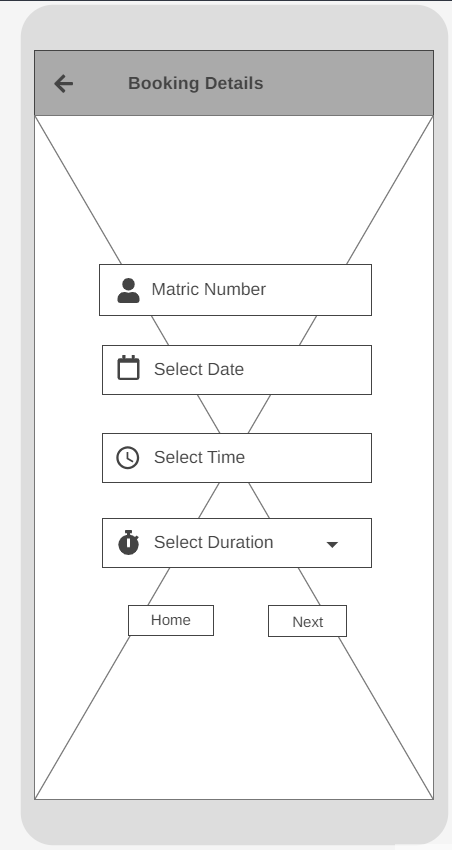 Booking Details
Matric Number
Select Date
Select Time
Select Duration
Home
Next